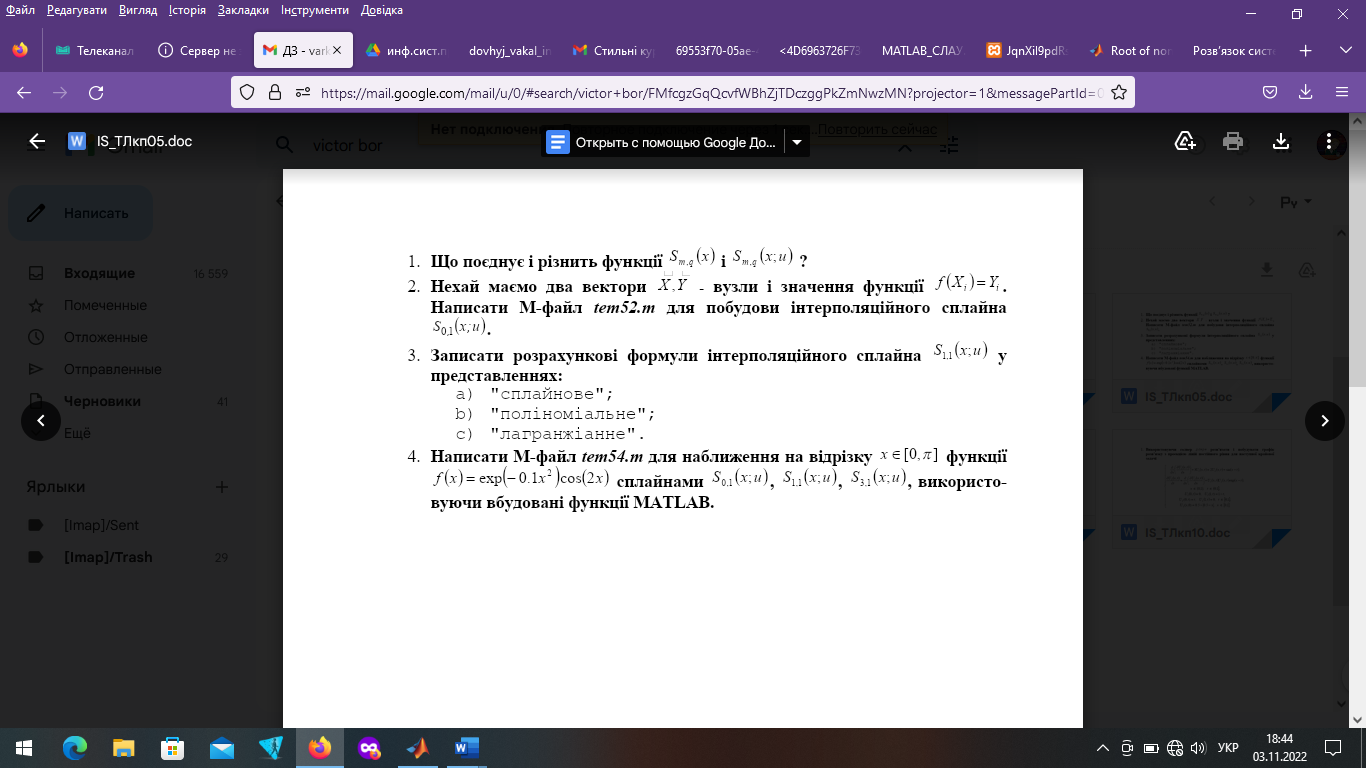 Файл Редагувати Вигляд Історія Закладки Інструменти Довідка
Телеканал Сервер не ДЗ - vark инф.сист.п dovhyj_vakal_in Стильні ку 69553f70-05ae- <4D6963726F73 MATLAB_СЛАУ JqnXiI9pdRs Root of non Розв'язок систе
https://mail.google.com/mail/u/0/#search/victor+bor/FMfcgzGqQcvfWBhZjTDczggPkZmNwzMN?projector=1&messagePartId=0
IS_ТЛкп05.doc
Нет подключен
Повторить сейчас
victor bor
Открыть с помощью Google До...
Написать
Входящие 16 559
Помеченные
Отложенные
Отправленные
Черновики 41
Ещё
Ярлыки
[Imap]/Sent
[Imap]/Trash 29
1. Що поєднує і різнить функції S_{m,q}(x) і S_{m,q}(x;u) ?
2. Нехай маємо два вектори X,Y - вузли і значення функції f(X_i)=Y_i.
Написати М-файл tem52.m для побудови інтерполяційного сплайна
S_{0,1}(x;u).
3. Записати розрахункові формули інтерполяційного сплайна S_{1,1}(x;u) у
представленнях:
a) "сплайнове";
b) "поліноміальне";
c) "лагранжіанне".
4. Написати М-файл tem54.m для наближення на відрізку x∈[0,π] функції
f(x)=exp(−0.1x²)cos(2x) сплайнами S_{0,1}(x;u), S_{1,1}(x;u), S_{3,1}(x;u), використо-
вуючи вбудовані функції MATLAB.
Ру
IS_ТЛкп05.doc
IS_ТЛкп10.doc
УКР
18:44
03.11.2022